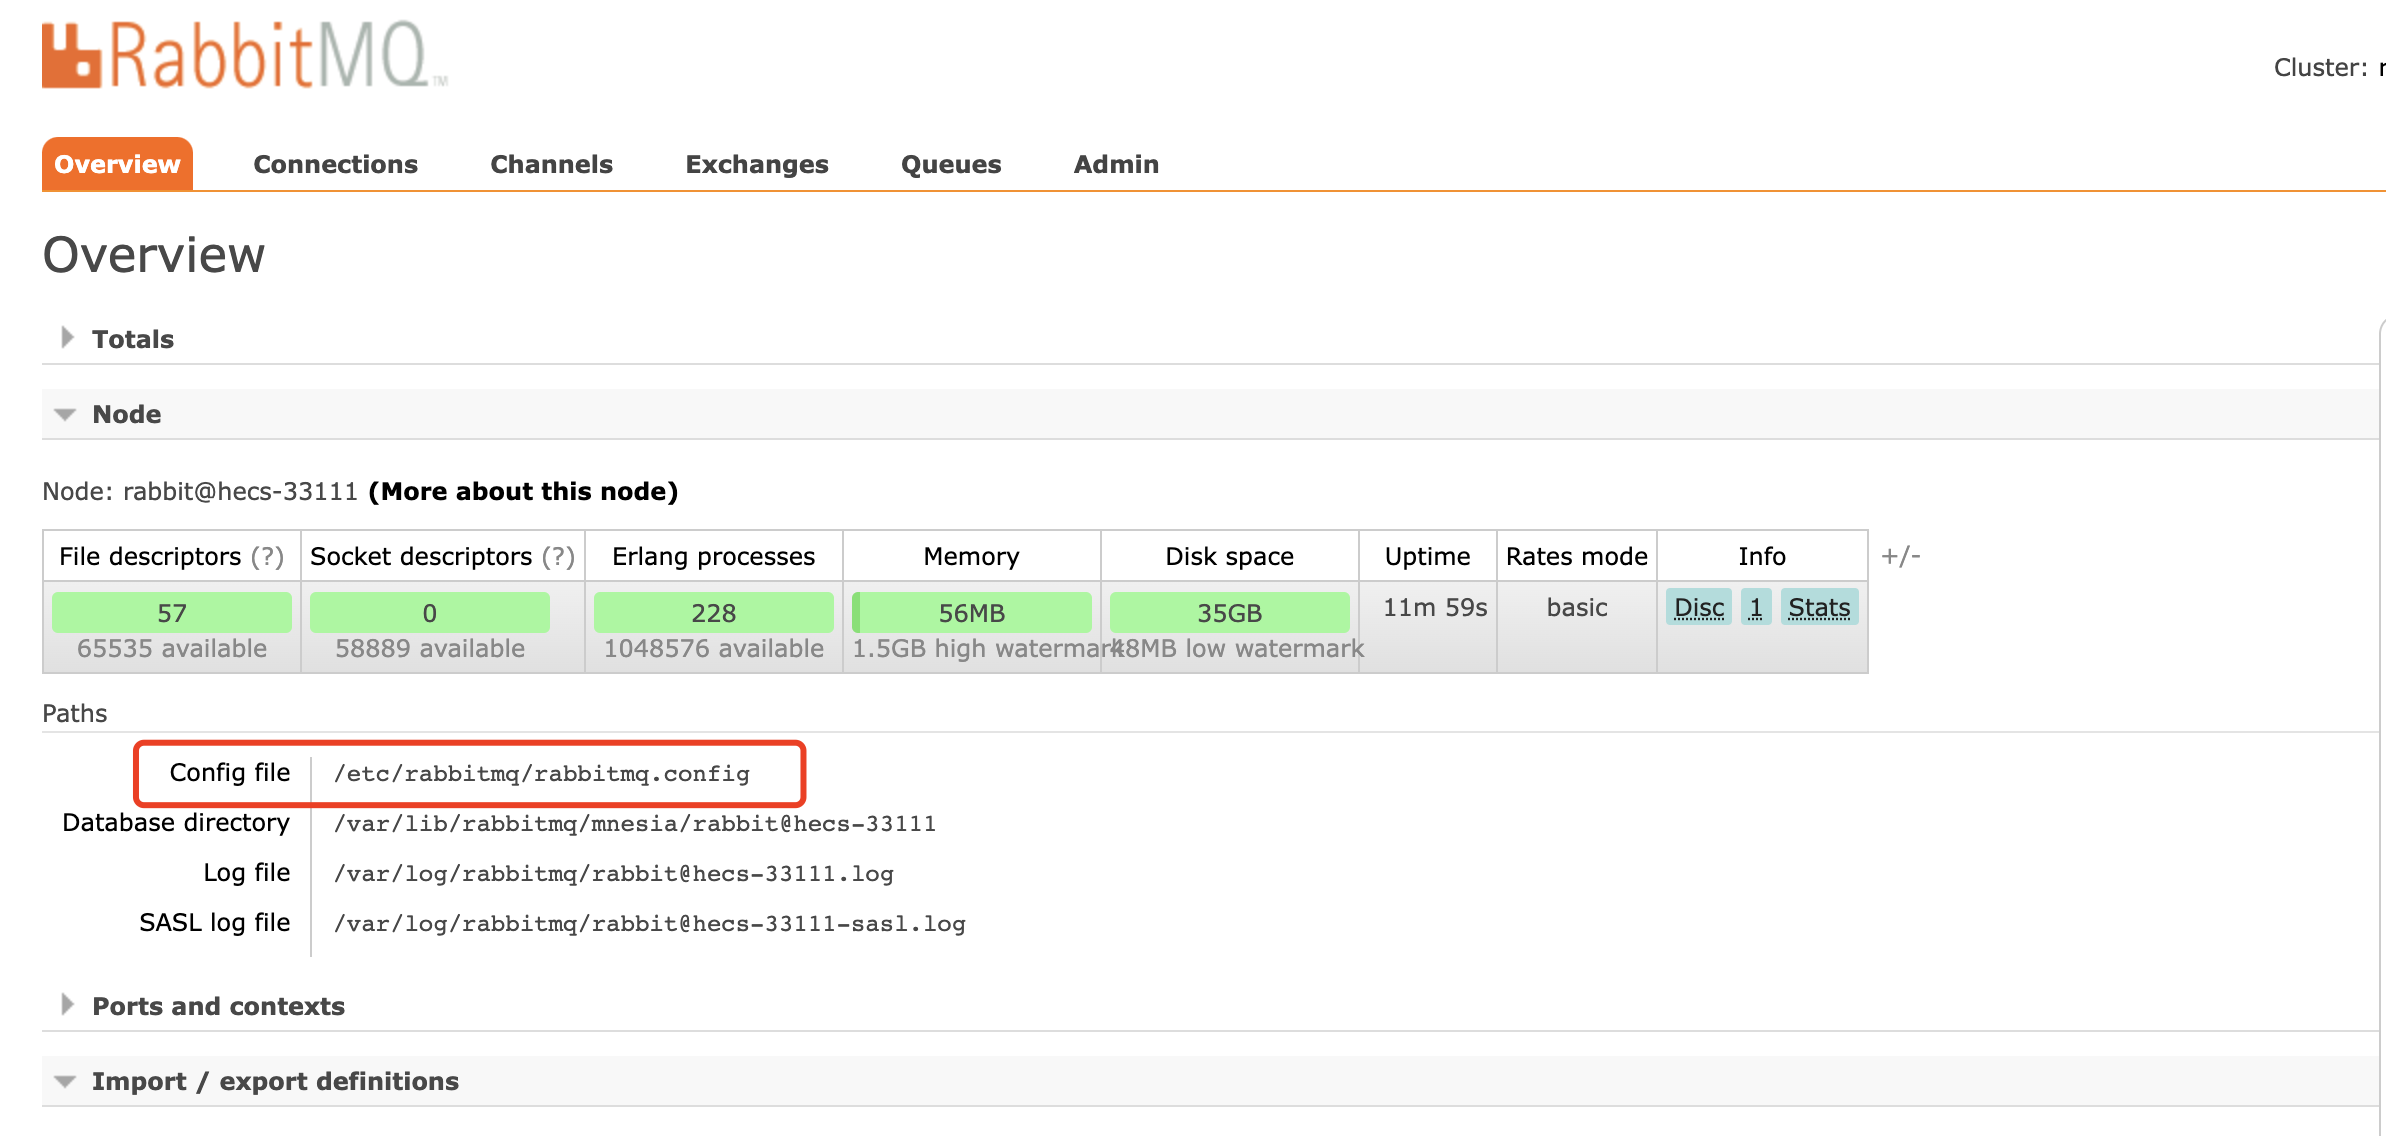 RabbitMQ™
Cluster:
Overview Connections Channels Exchanges Queues Admin
Overview
Totals
Node
Node: rabbit@hecs-33111 (More about this node)
File descriptors (?) Socket descriptors (?) Erlang processes Memory Disk space Uptime Rates mode Info +/-
57 0 228 56MB 35GB 11m 59s basic Disc 1 Stats
65535 available 58889 available 1048576 available 1.5GB high watermark 48MB low watermark
Paths
Config file /etc/rabbitmq/rabbitmq.config
Database directory /var/lib/rabbitmq/mnesia/rabbit@hecs-33111
Log file /var/log/rabbitmq/rabbit@hecs-33111.log
SASL log file /var/log/rabbitmq/rabbit@hecs-33111-sasl.log
Ports and contexts
Import / export definitions